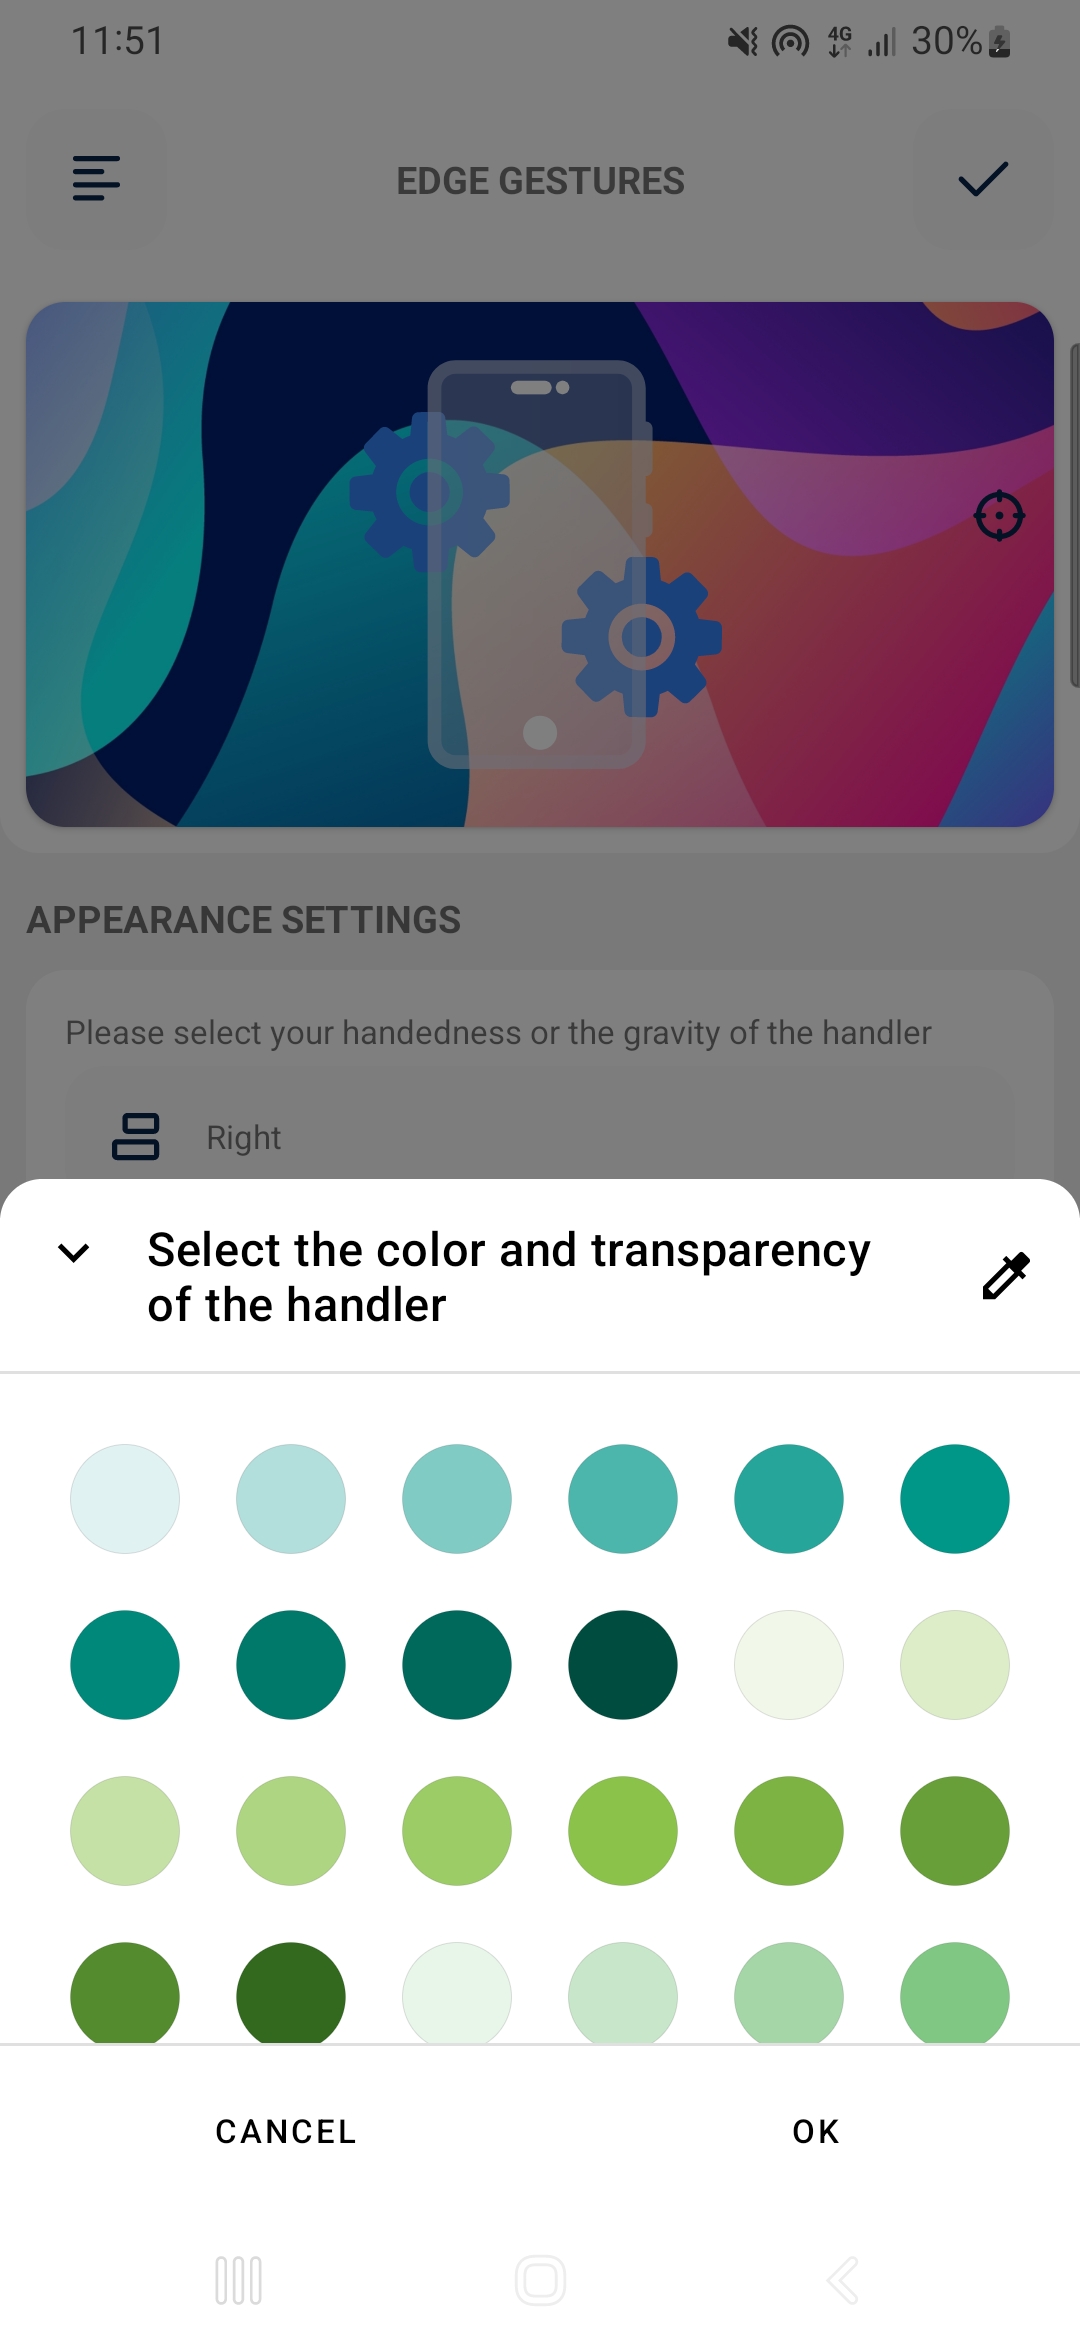 11:51
4G
30%
EDGE GESTURES
APPEARANCE SETTINGS
Please select your handedness or the gravity of the handler
Right
Select the color and transparency
of the handler
CANCEL
OK